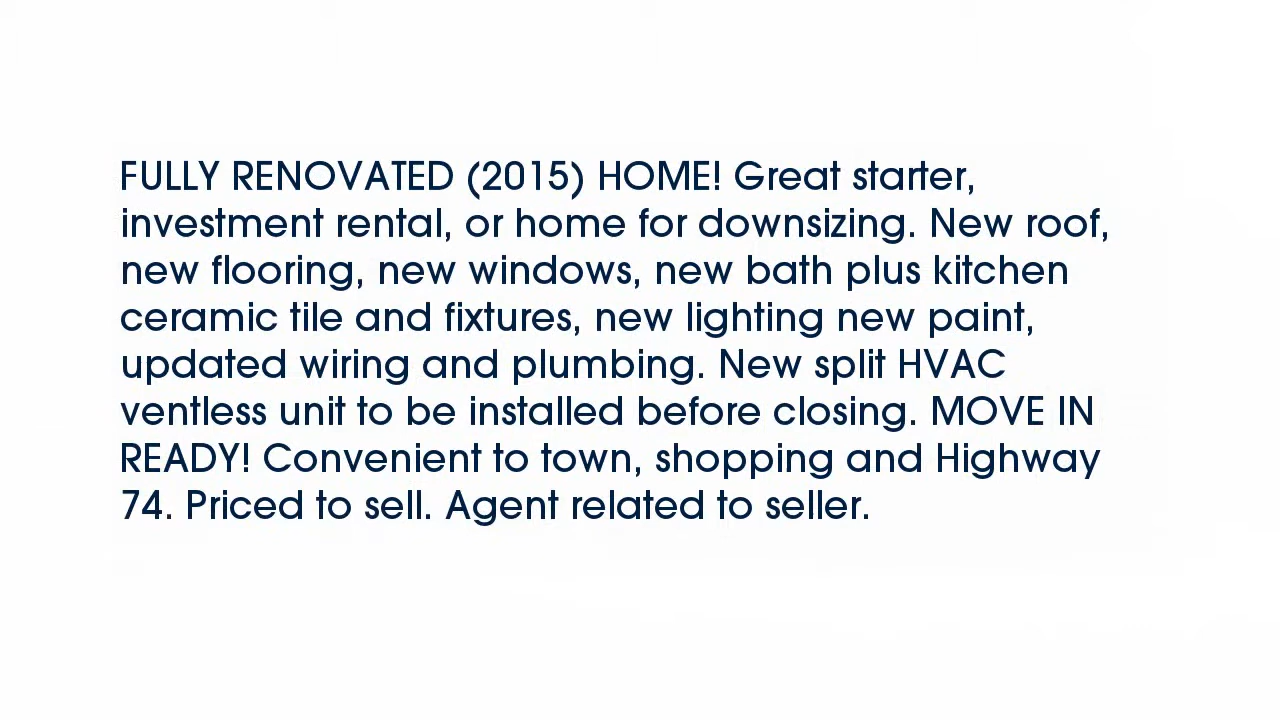 FULLY RENOVATED (2015) HOME! Great starter,
investment rental, or home for downsizing. New roof,
new flooring, new windows, new bath plus kitchen
ceramic tile and fixtures, new lighting new paint,
updated wiring and plumbing. New split HVAC
ventless unit to be installed before closing. MOVE IN
READY! Convenient to town, shopping and Highway
74. Priced to sell. Agent related to seller.